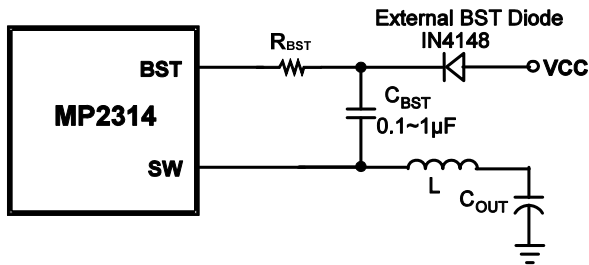 External BST Diode
IN4148
RBST
BST
VCC
CBST
0.1~1µF
MP2314
SW
L
COUT